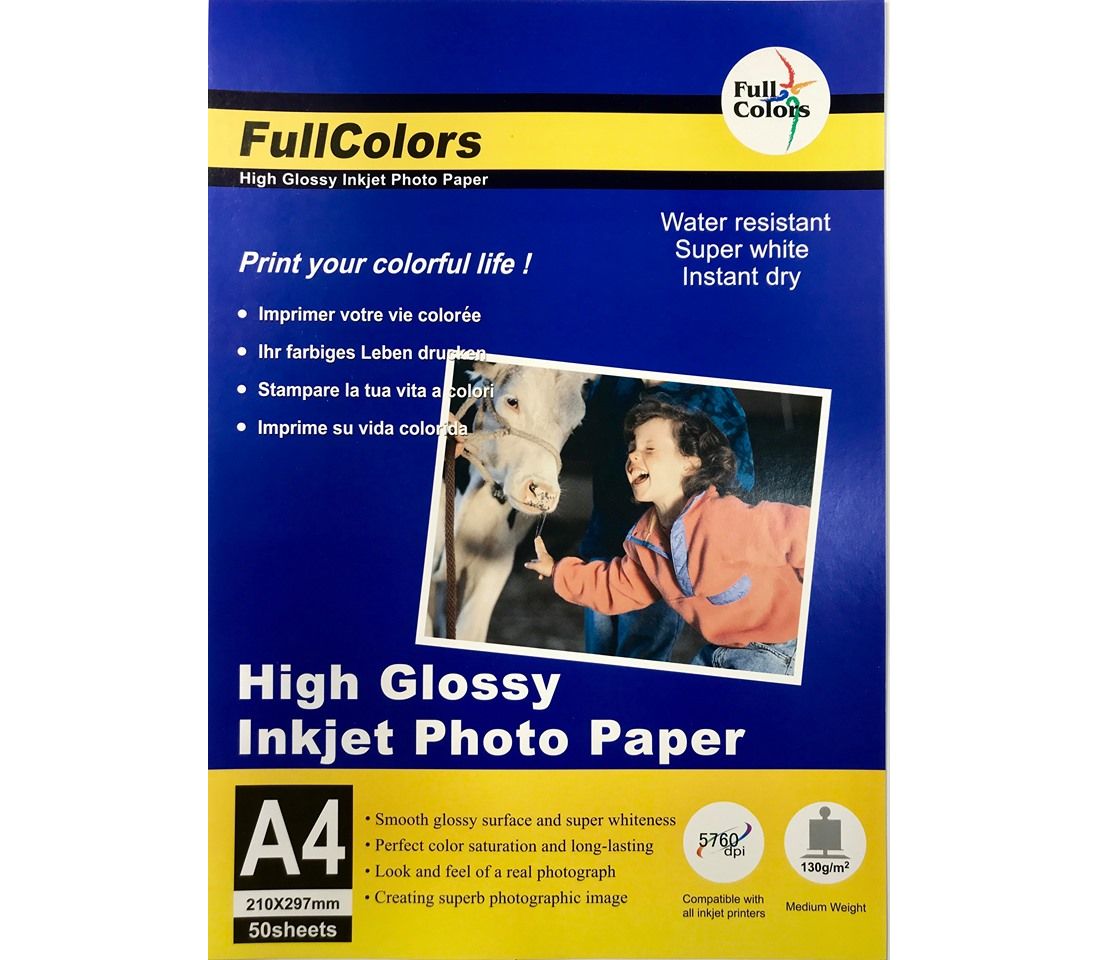 Full
Colors
FullColors
High Glossy Inkjet Photo Paper
Water resistant
Super white
Instant dry
Print your colorful life !
• Imprimer votre vie colorée
• Ihr farbiges Leben drucken
• Stampare la tua vita a colori
• Imprime su vida colorida
High Glossy
Inkjet Photo Paper
A4
210X297mm
50sheets
• Smooth glossy surface and super whiteness
• Perfect color saturation and long-lasting
• Look and feel of a real photograph
• Creating superb photographic image
5760
dpi
Compatible with
all inkjet printers
130g/m²
Medium Weight